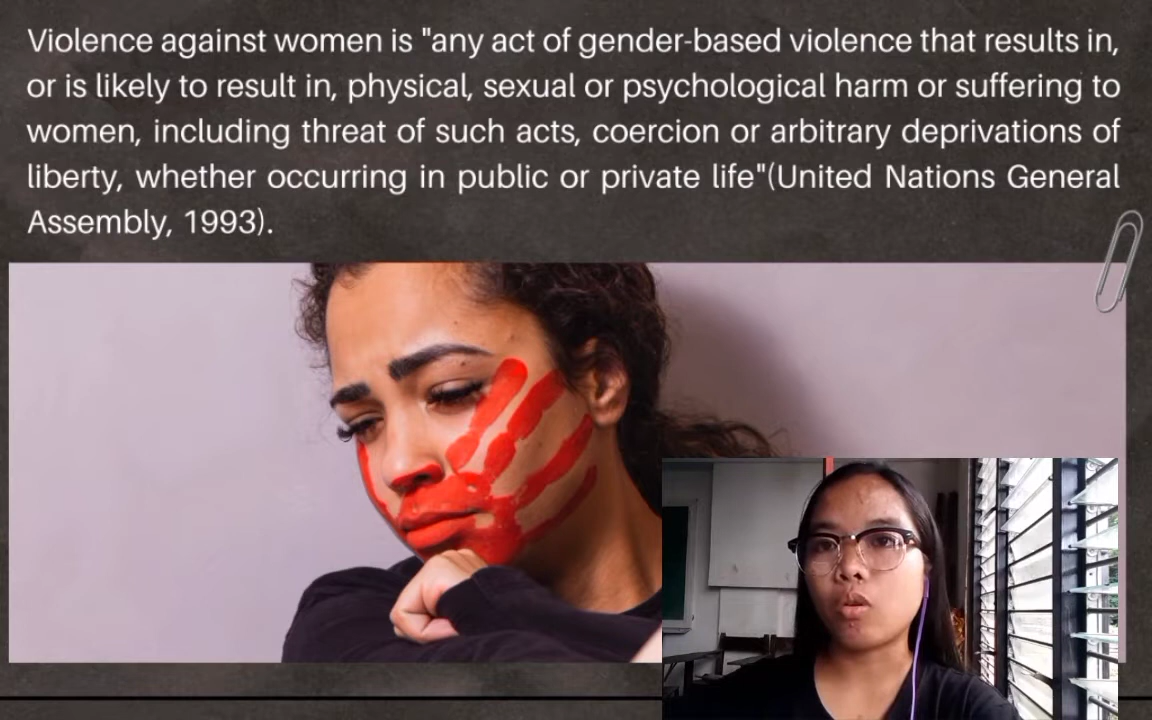 Violence against women is "any act of gender-based violence that results in,
or is likely to result in, physical, sexual or psychological harm or suffering to
women, including threat of such acts, coercion or arbitrary deprivations of
liberty, whether occurring in public or private life"(United Nations General
Assembly, 1993).